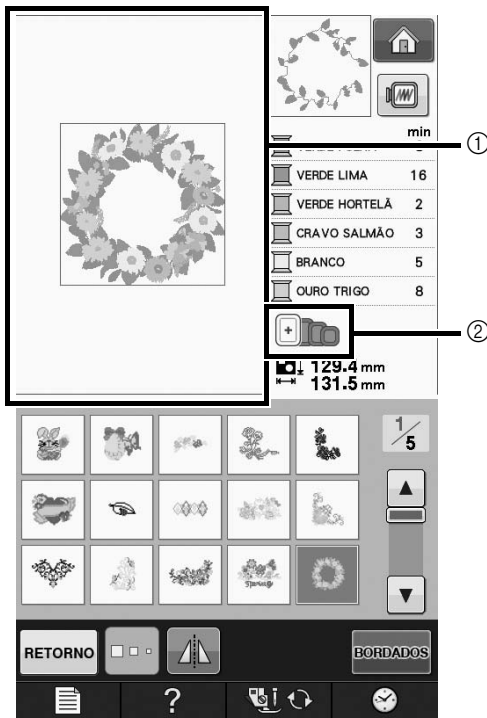 min
①
VERDE LIMA 16
VERDE HORTELÃ 2
CRAVO SALMÃO 3
BRANCO 5
OURO TRIGO 8
②
129.4 mm
131.5 mm
1/5
RETORNO
BORDADOS
?